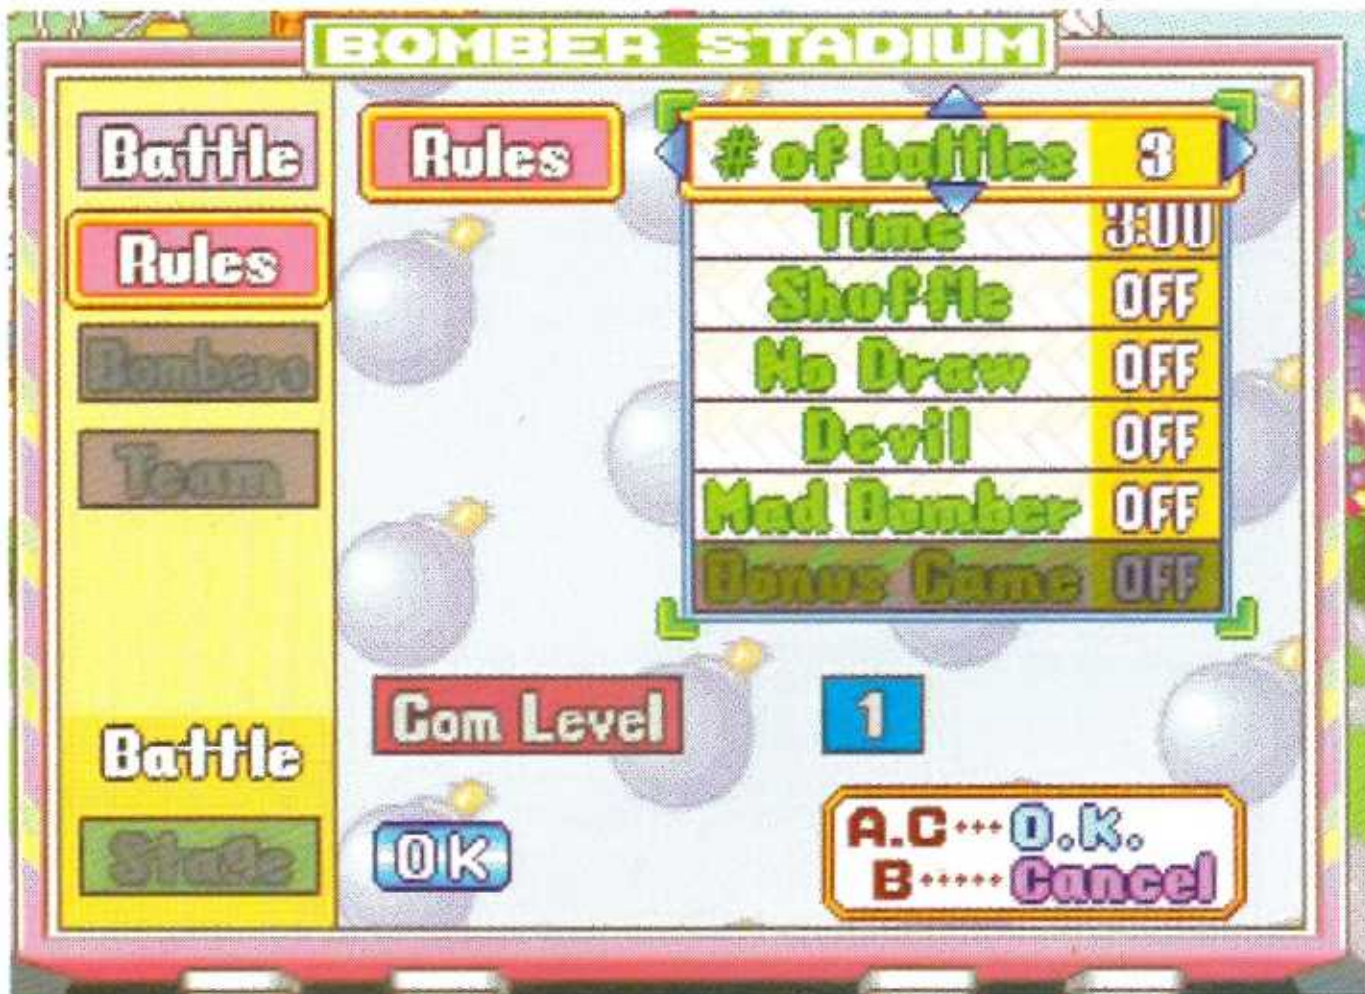 BOMBER STADIUM
Battle
Rules
Bombers
Team
Battle
Stage
Rules
# of battles 3
Time 3:00
Shuffle OFF
No Draw OFF
Devil OFF
Mad Bomber OFF
Bonus Game OFF
Com Level 1
OK
A.C···O.K.
B·····Cancel